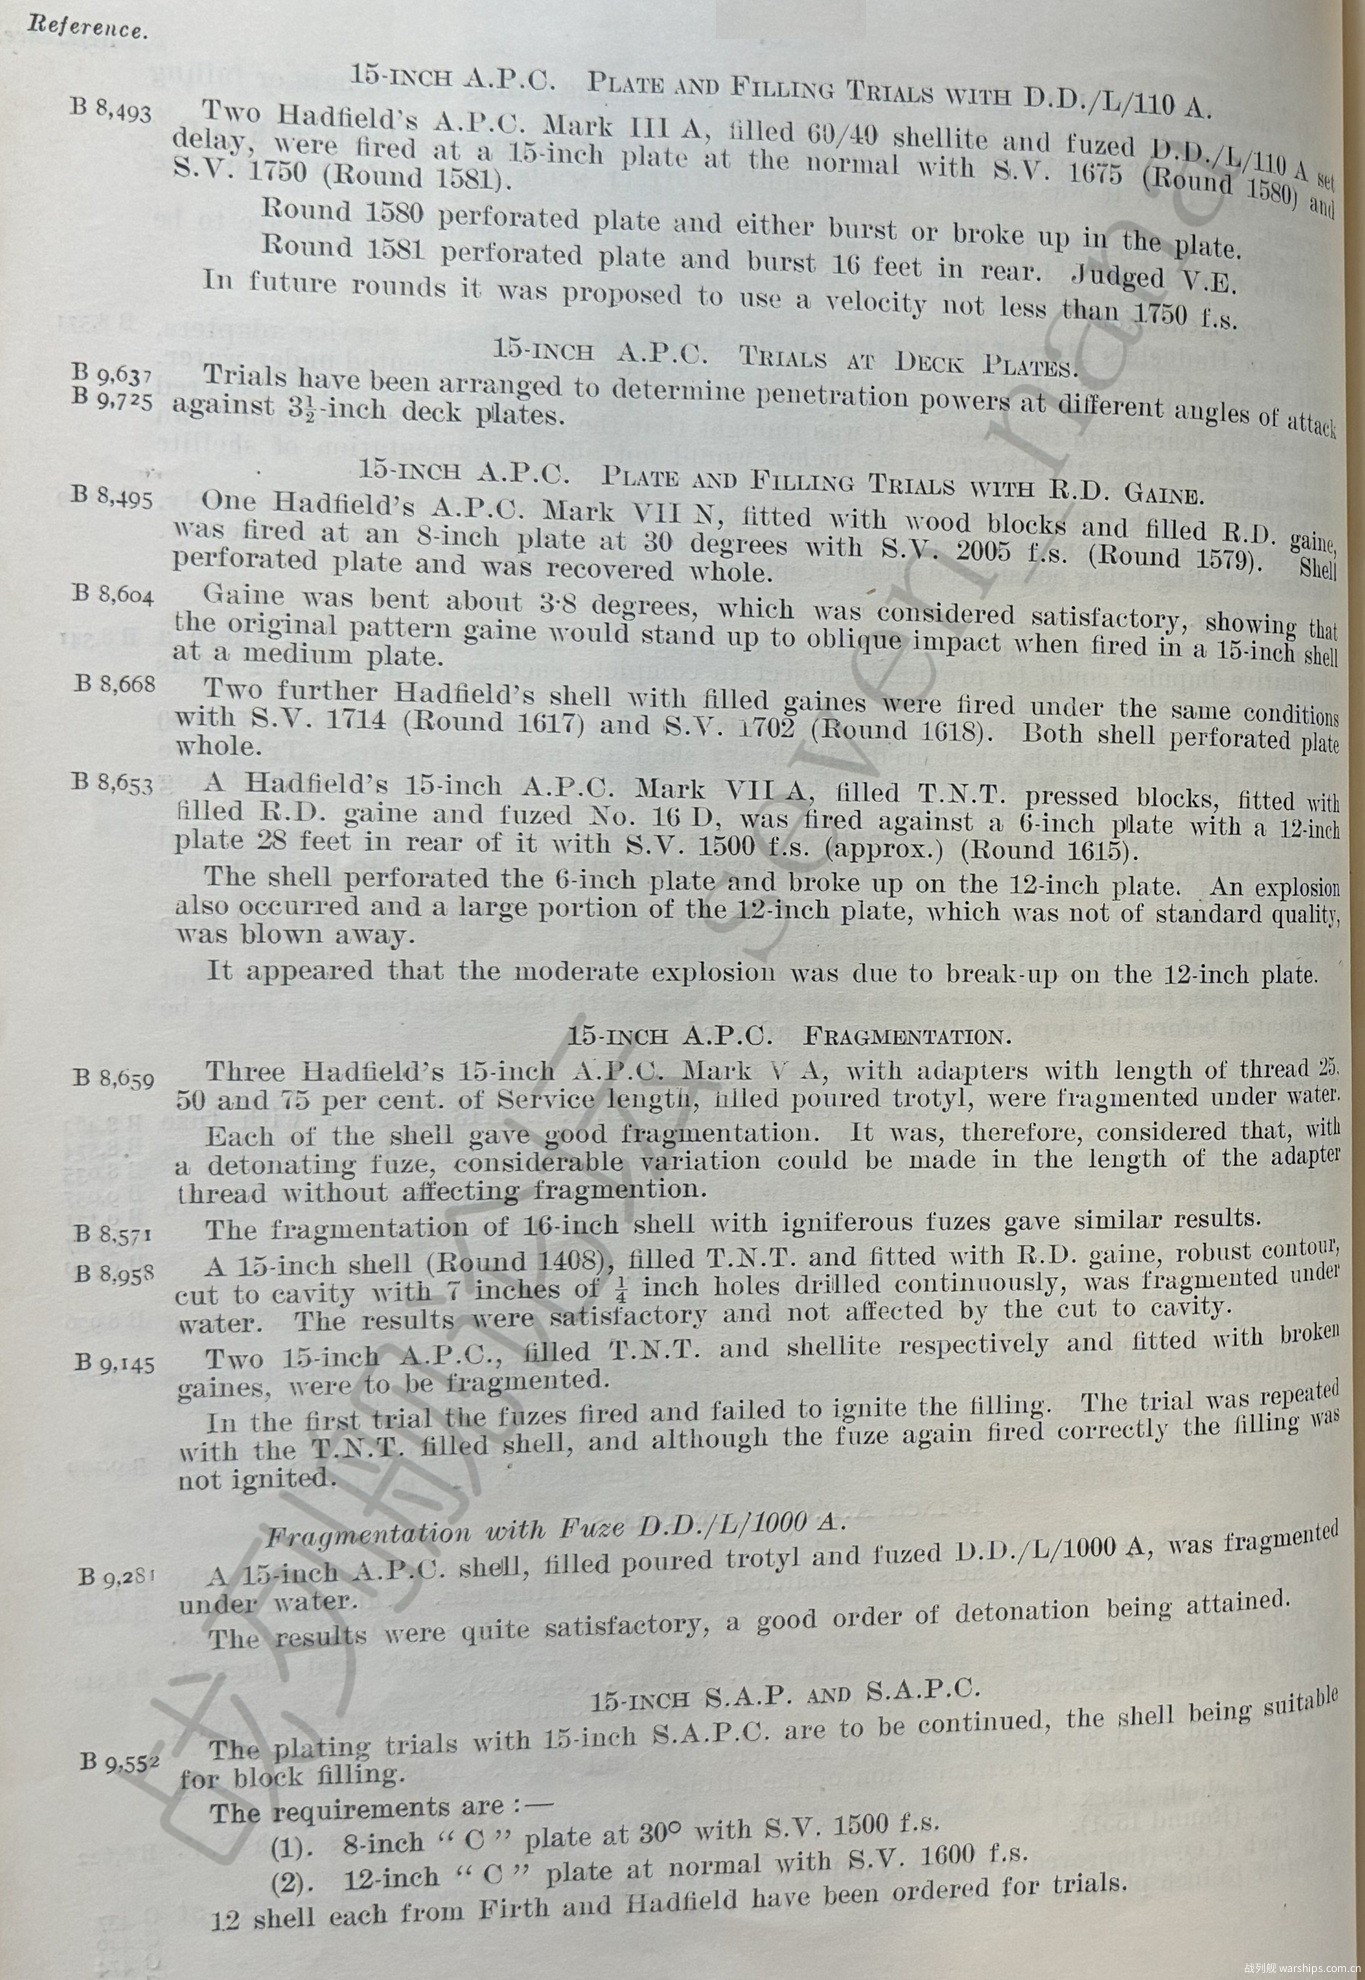 Reference.
15-INCH A.P.C. PLATE AND FILLING TRIALS WITH D.D./L/110 A.
B 8,493 Two Hadfield's A.P.C. Mark III A, filled 60/40 shellite and fuzed D.D./L/110 A set
delay, were fired at a 15-inch plate at the normal with S.V. 1675 (Round 1580) and
S.V. 1750 (Round 1581).
Round 1580 perforated plate and either burst or broke up in the plate.
Round 1581 perforated plate and burst 16 feet in rear. Judged V.E.
In future rounds it was proposed to use a velocity not less than 1750 f.s.
15-INCH A.P.C. TRIALS AT DECK PLATES.
B 9,637 Trials have been arranged to determine penetration powers at different angles of attack
B 9,725 against 3½-inch deck plates.
15-INCH A.P.C. PLATE AND FILLING TRIALS WITH R.D. GAINE.
B 8,495 One Hadfield's A.P.C. Mark VII N, fitted with wood blocks and filled R.D. gaine,
was fired at an 8-inch plate at 30 degrees with S.V. 2005 f.s. (Round 1579). Shell
perforated plate and was recovered whole.
B 8,604 Gaine was bent about 3·8 degrees, which was considered satisfactory, showing that
the original pattern gaine would stand up to oblique impact when fired in a 15-inch shell
at a medium plate.
B 8,668 Two further Hadfield's shell with filled gaines were fired under the same conditions
with S.V. 1714 (Round 1617) and S.V. 1702 (Round 1618). Both shell perforated plate
whole.
B 8,653 A Hadfield's 15-inch A.P.C. Mark VII A, filled T.N.T. pressed blocks, fitted with
filled R.D. gaine and fuzed No. 16 D, was fired against a 6-inch plate with a 12-inch
plate 28 feet in rear of it with S.V. 1500 f.s. (approx.) (Round 1615).
The shell perforated the 6-inch plate and broke up on the 12-inch plate. An explosion
also occurred and a large portion of the 12-inch plate, which was not of standard quality,
was blown away.
It appeared that the moderate explosion was due to break-up on the 12-inch plate.
15-INCH A.P.C. FRAGMENTATION.
B 8,659 Three Hadfield's 15-inch A.P.C. Mark V A, with adapters with length of thread 25,
50 and 75 per cent. of Service length, filled poured trotyl, were fragmented under water.
Each of the shell gave good fragmentation. It was, therefore, considered that, with
a detonating fuze, considerable variation could be made in the length of the adapter
thread without affecting fragmention.
B 8,571 The fragmentation of 16-inch shell with igniferous fuzes gave similar results.
B 8,958 A 15-inch shell (Round 1408), filled T.N.T. and fitted with R.D. gaine, robust contour,
cut to cavity with 7 inches of ¼ inch holes drilled continuously, was fragmented under
water. The results were satisfactory and not affected by the cut to cavity.
B 9,145 Two 15-inch A.P.C., filled T.N.T. and shellite respectively and fitted with broken
gaines, were to be fragmented.
In the first trial the fuzes fired and failed to ignite the filling. The trial was repeated
with the T.N.T. filled shell, and although the fuze again fired correctly the filling was
not ignited.
Fragmentation with Fuze D.D./L/1000 A.
B 9,281 A 15-inch A.P.C. shell, filled poured trotyl and fuzed D.D./L/1000 A, was fragmented
under water.
The results were quite satisfactory, a good order of detonation being attained.
15-INCH S.A.P. AND S.A.P.C.
B 9,552 The plating trials with 15-inch S.A.P.C. are to be continued, the shell being suitable
for block filling.
The requirements are :—
(1). 8-inch "C" plate at 30° with S.V. 1500 f.s.
(2). 12-inch "C" plate at normal with S.V. 1600 f.s.
12 shell each from Firth and Hadfield have been ordered for trials.
战列舰 warships.com.cn